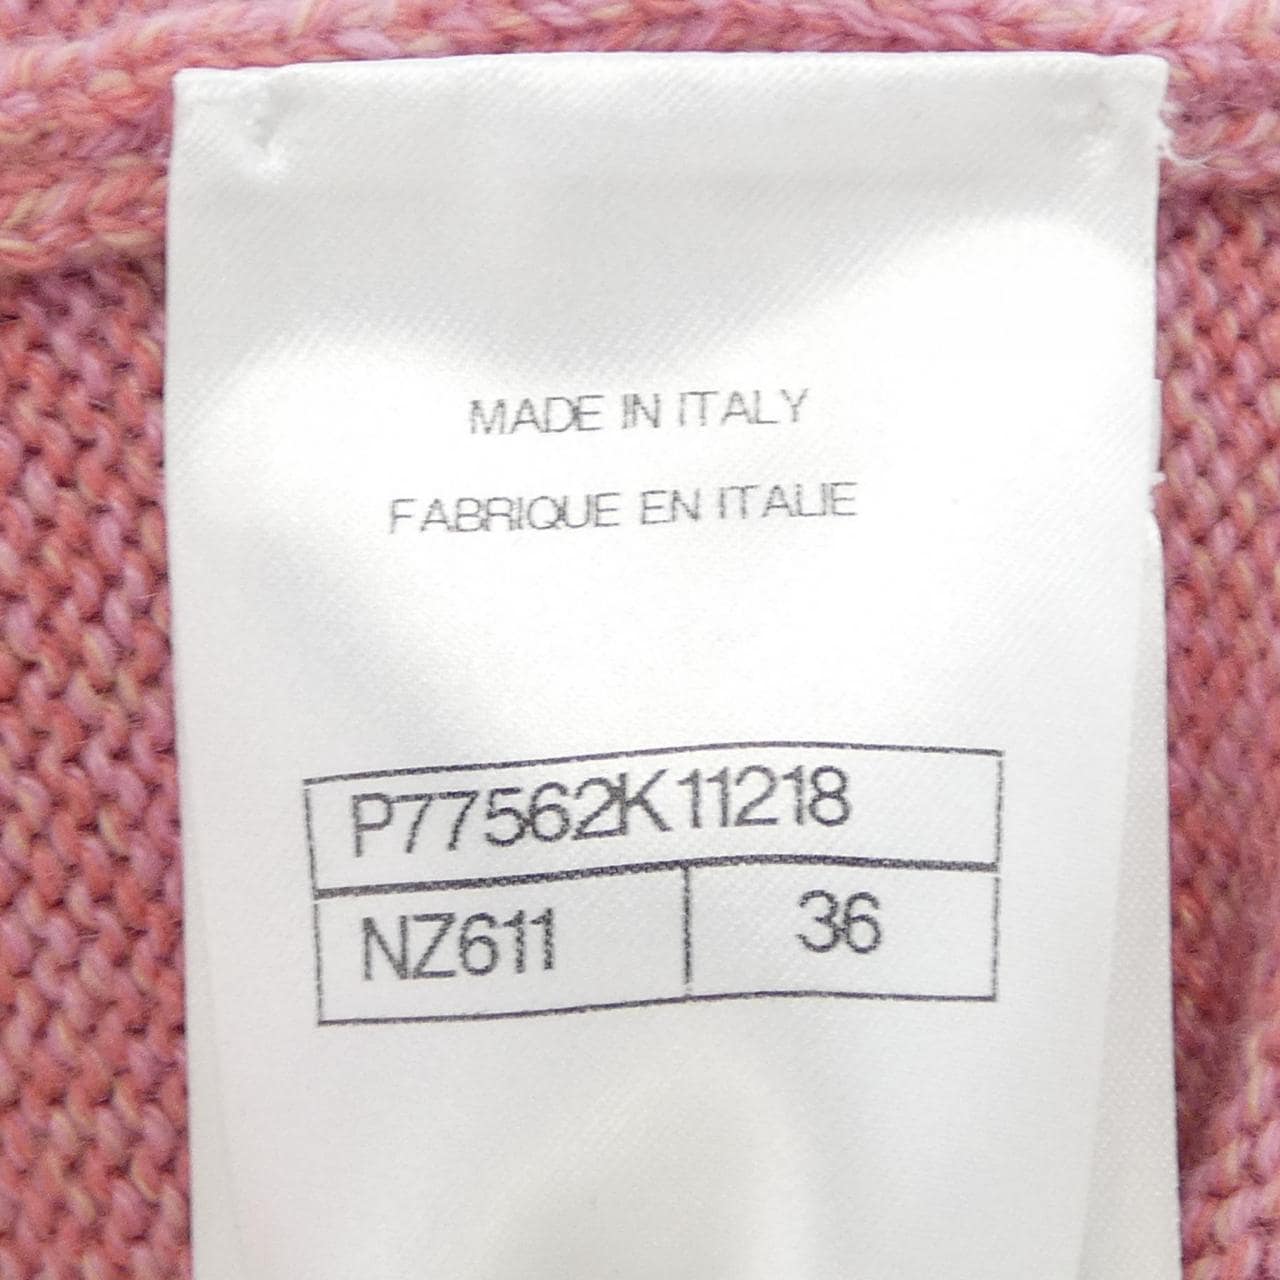 MADE IN ITALY
FABRIQUE EN ITALIE
P77562K11218
NZ611 36